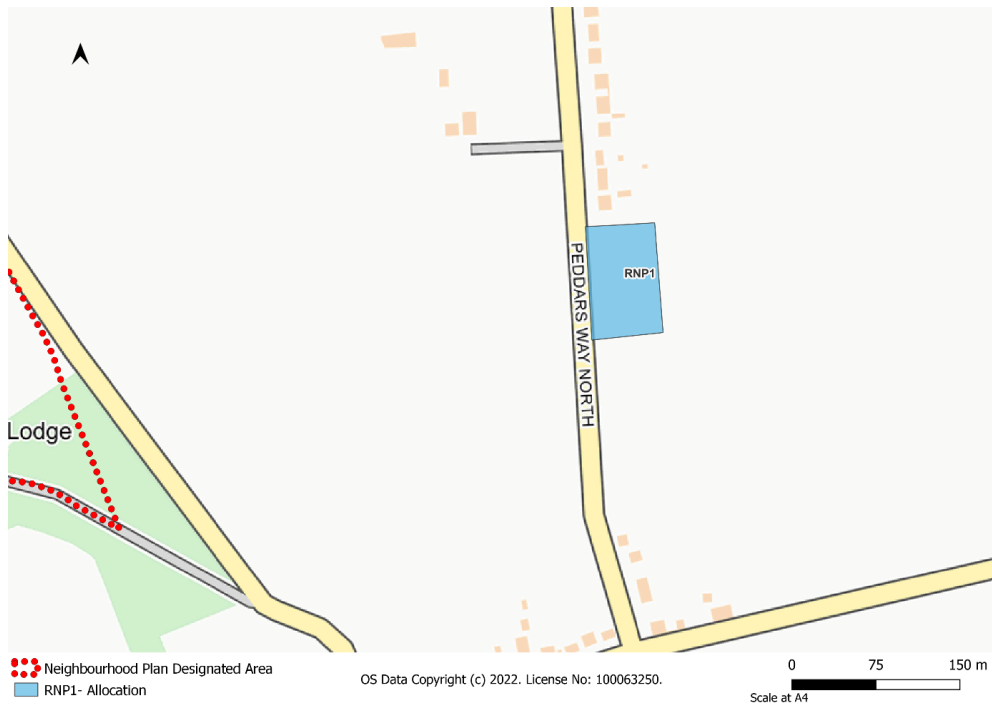 RNP1
PEDDARS WAY NORTH
Lodge
Neighbourhood Plan Designated Area
RNP1- Allocation
OS Data Copyright (c) 2022. License No: 100063250.
0 75 150 m
Scale at A4